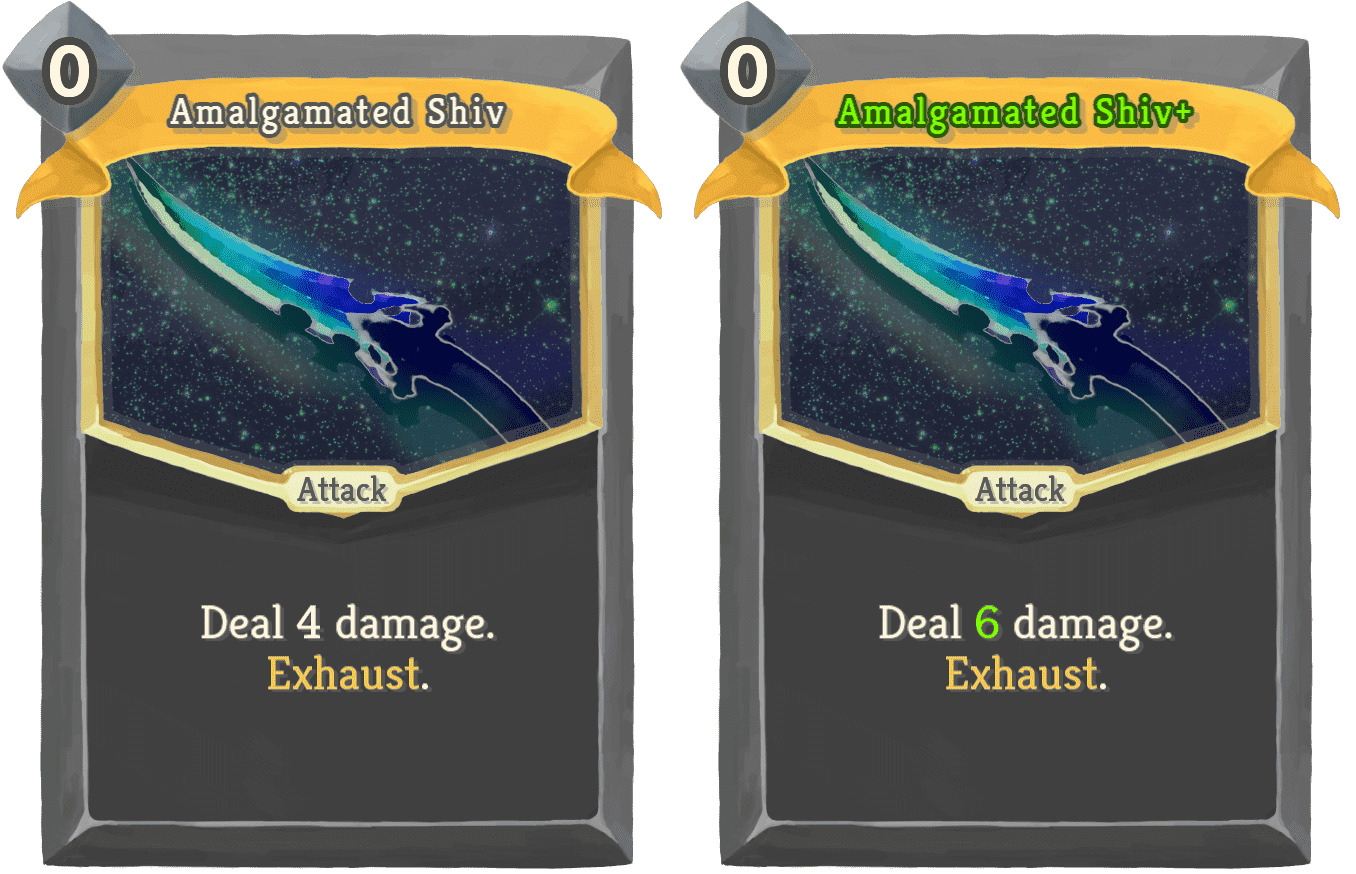 0
Amalgamated Shiv
Attack
Deal 4 damage.
Exhaust.
0
Amalgamated Shiv+
Attack
Deal 6 damage.
Exhaust.